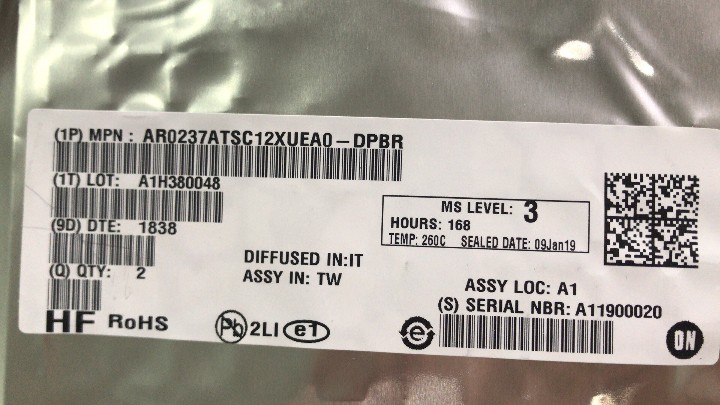 (1P) MPN : AR0237ATSC12XUEA0-DPBR
(1T) LOT: A1H380048
(9D) DTE: 1838
(Q) QTY: 2
HF RoHS
DIFFUSED IN:IT
ASSY IN: TW
Pb 2LI e1
MS LEVEL: 3
HOURS: 168
TEMP: 260C SEALED DATE: 09Jan19
ASSY LOC: A1
(S) SERIAL NBR: A11900020
e
ON